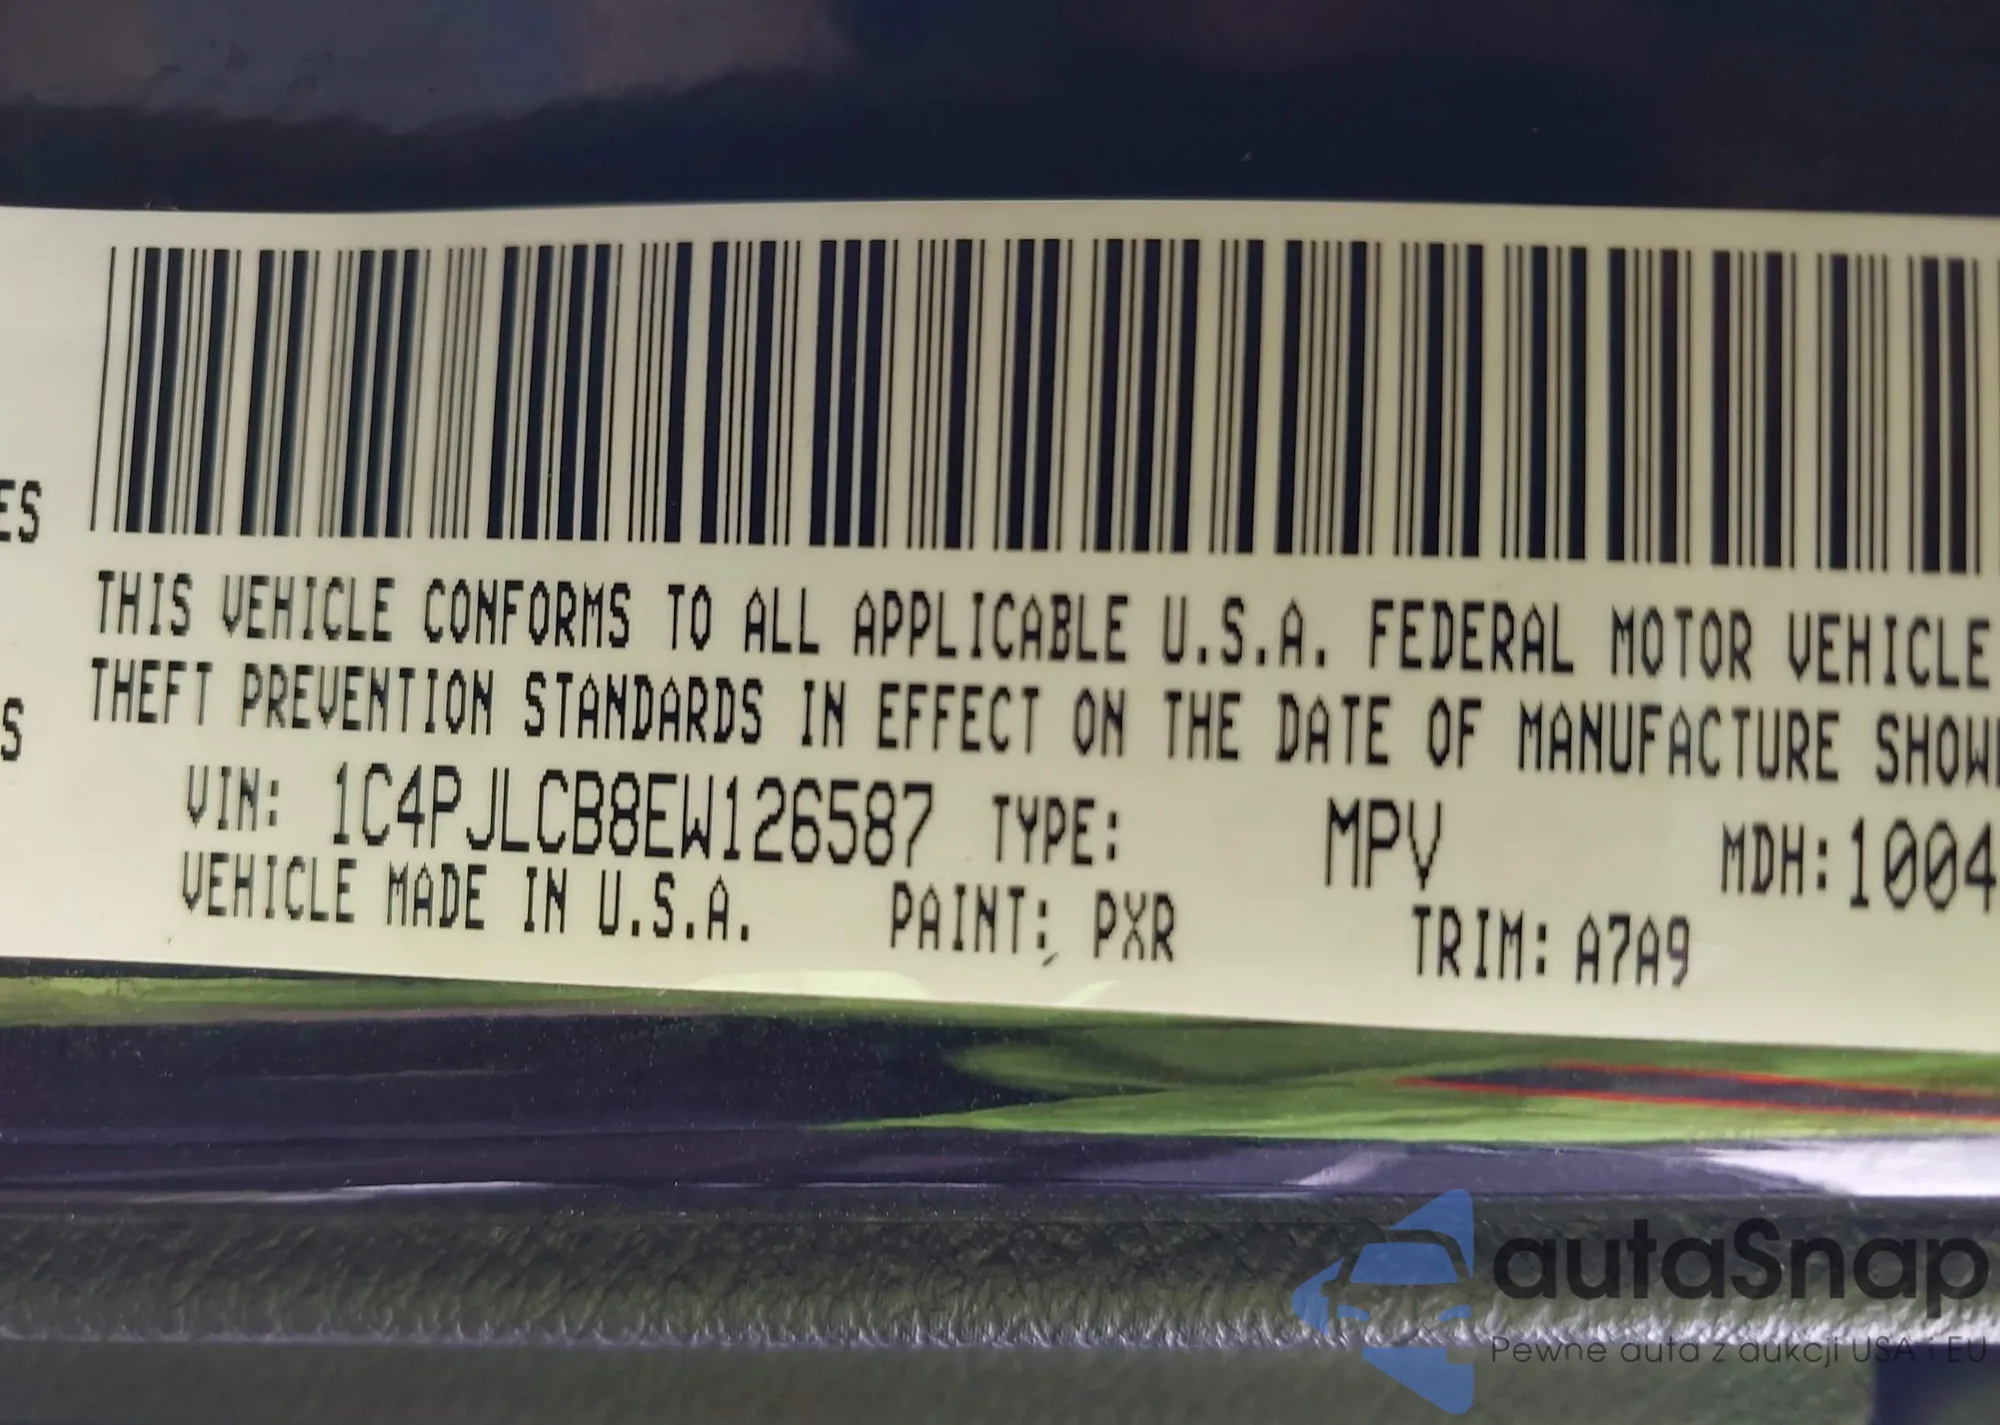 ES
THIS VEHICLE CONFORMS TO ALL APPLICABLE U.S.A. FEDERAL MOTOR VEHICLE
S
THEFT PREVENTION STANDARDS IN EFFECT ON THE DATE OF MANUFACTURE SHOW
VIN: 1C4PJLCB8EW126587 TYPE: MPV MDH:1004
VEHICLE MADE IN U.S.A. PAINT: PXR TRIM: A7A9
autaSnap
Pewne auta z aukcji USA i EU